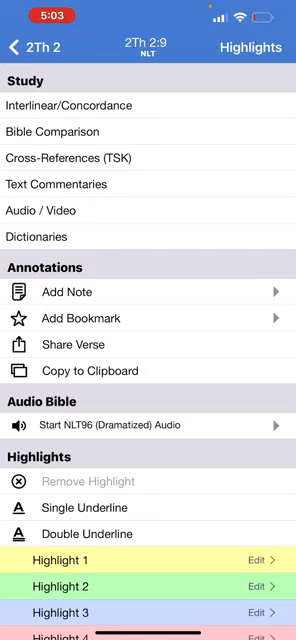 5:03
2Th 2
2Th 2:9
NLT
Highlights
Study
Interlinear/Concordance
Bible Comparison
Cross-References (TSK)
Text Commentaries
Audio / Video
Dictionaries
Annotations
Add Note
Add Bookmark
Share Verse
Copy to Clipboard
Audio Bible
Start NLT96 (Dramatized) Audio
Highlights
Remove Highlight
A Single Underline
A Double Underline
Highlight 1 Edit
Highlight 2 Edit
Highlight 3 Edit
Highlight 4 Edit